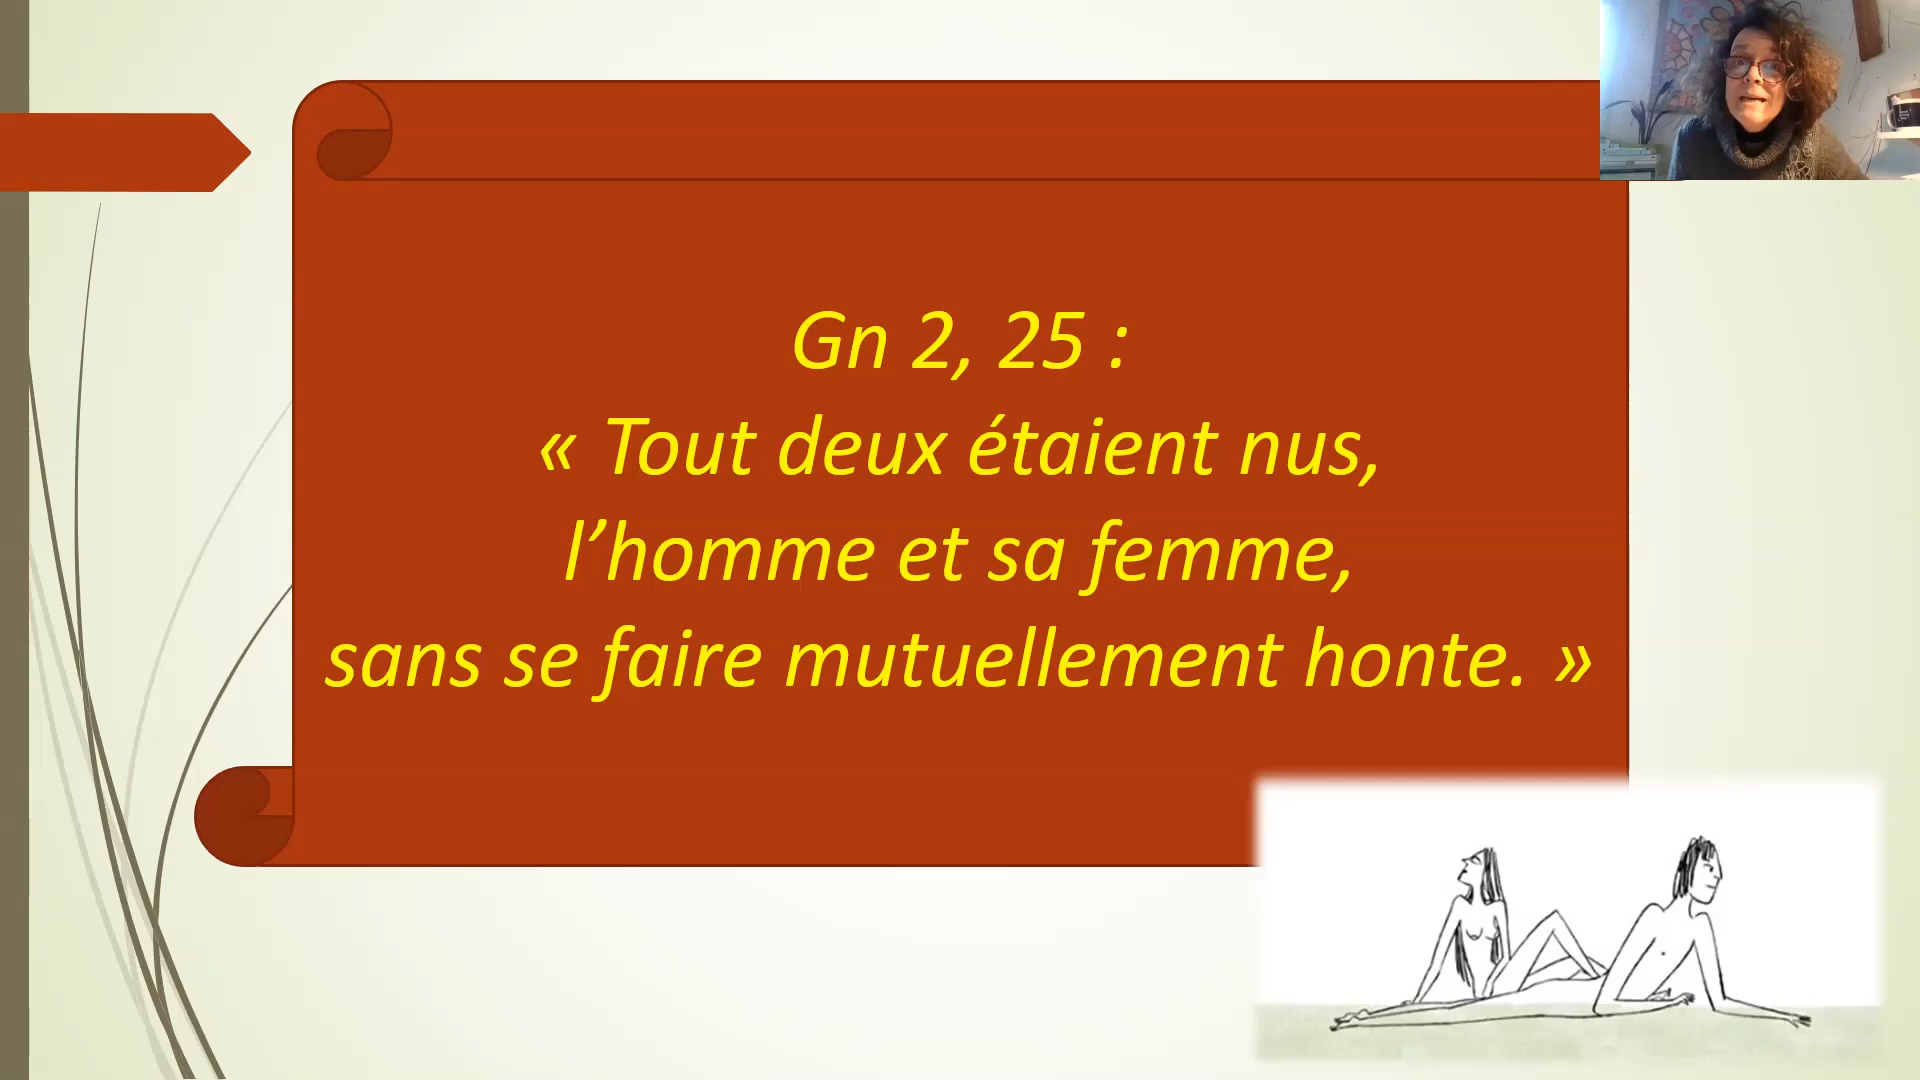 Gn 2, 25 :
« Tout deux étaient nus,
l’homme et sa femme,
sans se faire mutuellement honte. »